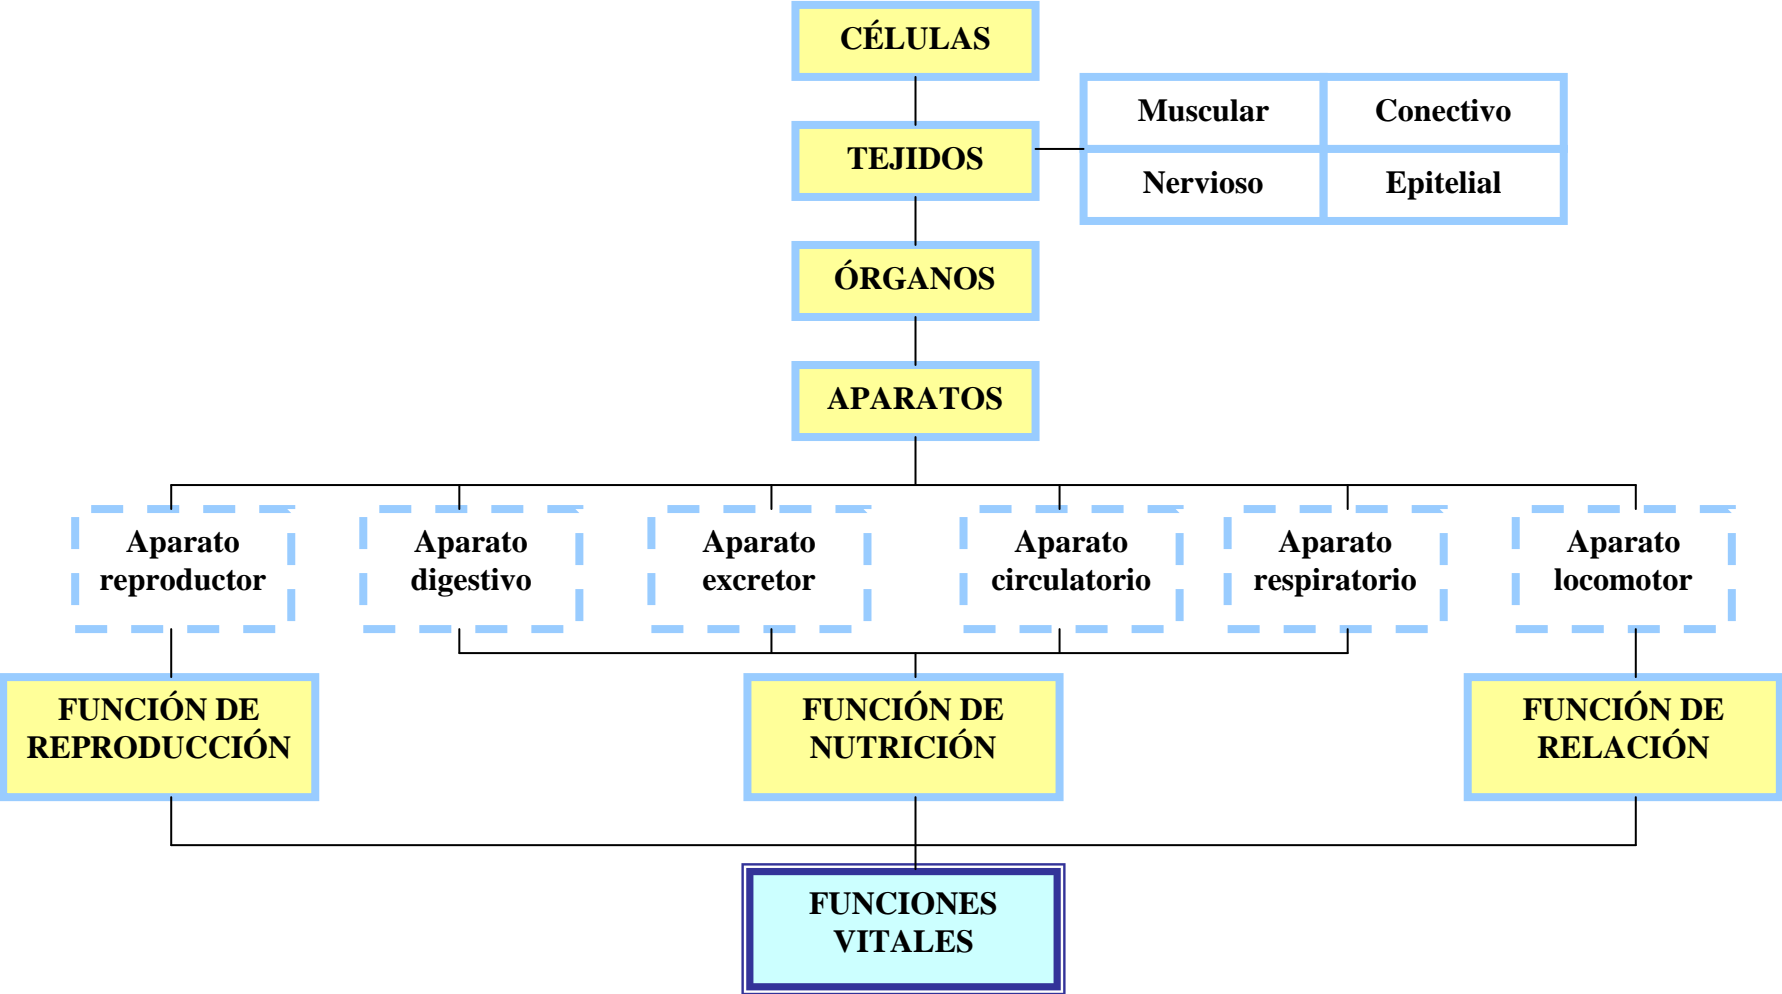 CÉLULAS
Muscular
Conectivo
TEJIDOS
Nervioso
Epitelial
ÓRGANOS
APARATOS
Aparato
reproductor
Aparato
digestivo
Aparato
excretor
Aparato
circulatorio
Aparato
respiratorio
Aparato
locomotor
FUNCIÓN DE
REPRODUCCIÓN
FUNCIÓN DE
NUTRICIÓN
FUNCIÓN DE
RELACIÓN
FUNCIONES
VITALES